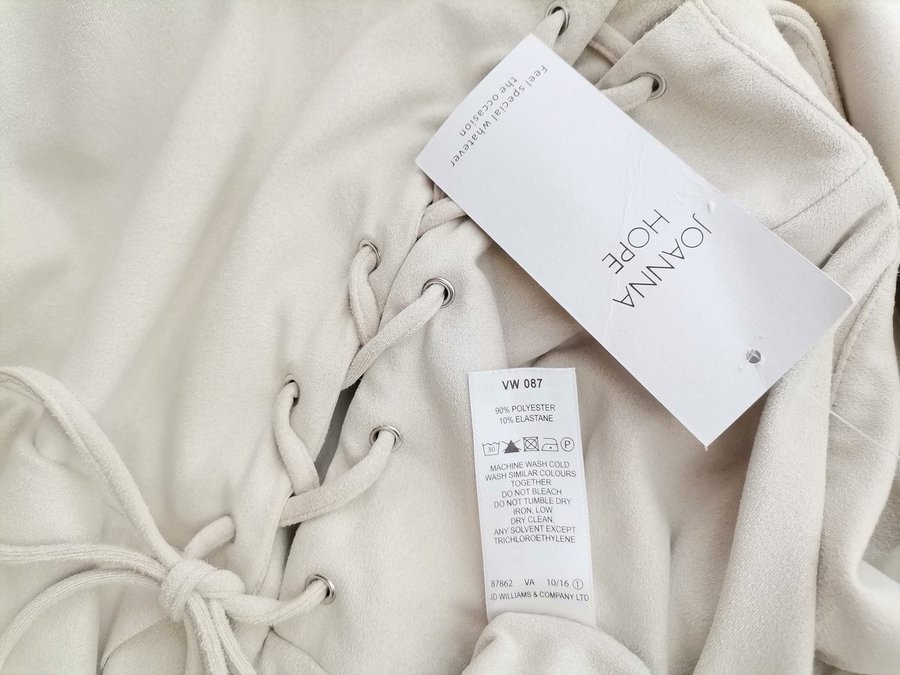 Feel special whatever
the occasion
JOANNA
HOPE
VW 087
90% POLYESTER
10% ELASTANE
30
P
MACHINE WASH COLD
WASH SIMILAR COLOURS
TOGETHER
DO NOT BLEACH
DO NOT TUMBLE DRY
IRON, LOW
DRY CLEAN
ANY SOLVENT EXCEPT
TRICHLOROETHYLENE
87862 VA 10/16 1
JD WILLIAMS & COMPANY LTD